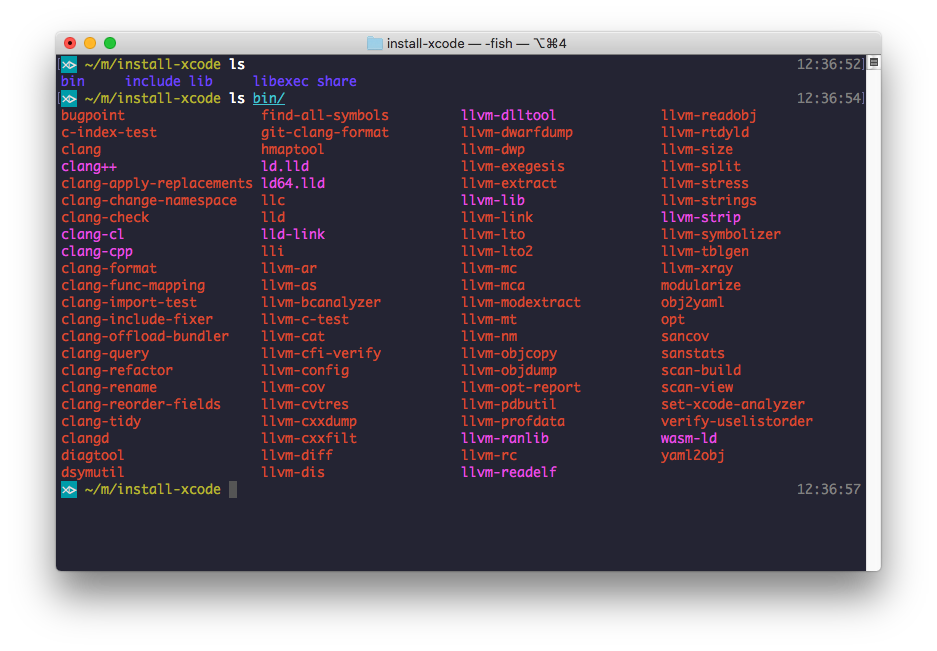 install-xcode — -fish — ⌥⌘4
~/m/install-xcode ls 12:36:52
bin include lib libexec share
~/m/install-xcode ls bin/ 12:36:54
bugpoint find-all-symbols llvm-dlltool llvm-readobj
c-index-test git-clang-format llvm-dwarfdump llvm-rtdyld
clang hmaptool llvm-dwp llvm-size
clang++ ld.lld llvm-exegesis llvm-split
clang-apply-replacements ld64.lld llvm-extract llvm-stress
clang-change-namespace llc llvm-lib llvm-strings
clang-check lld llvm-link llvm-strip
clang-cl lld-link llvm-lto llvm-symbolizer
clang-cpp lli llvm-lto2 llvm-tblgen
clang-format llvm-ar llvm-mc llvm-xray
clang-func-mapping llvm-as llvm-mca modularize
clang-import-test llvm-bcanalyzer llvm-modextract obj2yaml
clang-include-fixer llvm-c-test llvm-mt opt
clang-offload-bundler llvm-cat llvm-nm sancov
clang-query llvm-cfi-verify llvm-objcopy sanstats
clang-refactor llvm-config llvm-objdump scan-build
clang-rename llvm-cov llvm-opt-report scan-view
clang-reorder-fields llvm-cvtres llvm-pdbutil set-xcode-analyzer
clang-tidy llvm-cxxdump llvm-profdata verify-uselistorder
clangd llvm-cxxfilt llvm-ranlib wasm-ld
diagtool llvm-diff llvm-rc yaml2obj
dsymutil llvm-dis llvm-readelf
~/m/install-xcode 12:36:57